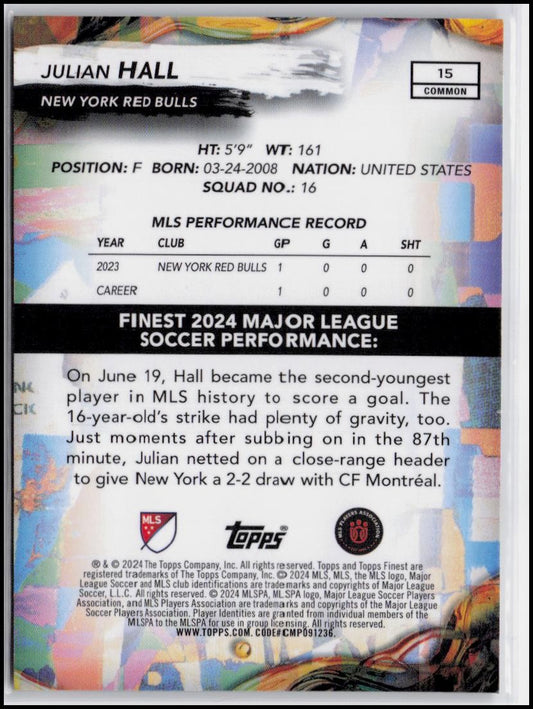 JULIAN HALL
NEW YORK RED BULLS
15
COMMON
HT: 5'9" WT: 161
POSITION: F BORN: 03-24-2008 NATION: UNITED STATES
SQUAD NO.: 16
MLS PERFORMANCE RECORD
YEAR CLUB GP G A SHT
2023 NEW YORK RED BULLS 1 0 0 0
CAREER 1 0 0 0
FINEST 2024 MAJOR LEAGUE
SOCCER PERFORMANCE:
On June 19, Hall became the second-youngest
player in MLS history to score a goal. The
16-year-old's strike had plenty of gravity, too.
Just moments after subbing on in the 87th
minute, Julian netted on a close-range header
to give New York a 2-2 draw with CF Montréal.
MLS
TOPPS®
MLS PLAYERS ASSOCIATION
® & © 2024 The Topps Company, Inc. All rights reserved. Topps and Topps Finest are
registered trademarks of The Topps Company, Inc. © 2024 MLS, MLS, the MLS logo, Major
League Soccer and MLS Club identifications are trademarks and copyrights of Major League
Soccer, L.L.C. All rights reserved. © 2024 MLSPA, MLSPA logo, Major League Soccer Players
Association, and MLS Players Association are trademarks and copyrights of the Major League
Soccer Players Association. Player Identities are granted from individual members of the
MLSPA to the MLSPA for use in group licensing. All rights reserved.
WWW.TOPPS.COM. CODE#CMP091236.